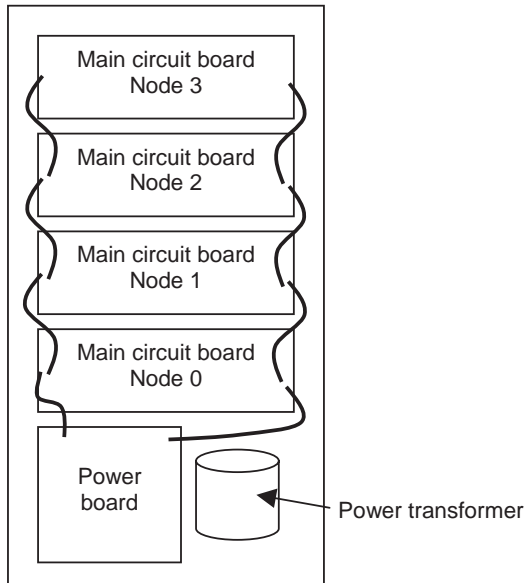 Main circuit board
Node 3
Main circuit board
Node 2
Main circuit board
Node 1
Main circuit board
Node 0
Power
board
Power transformer